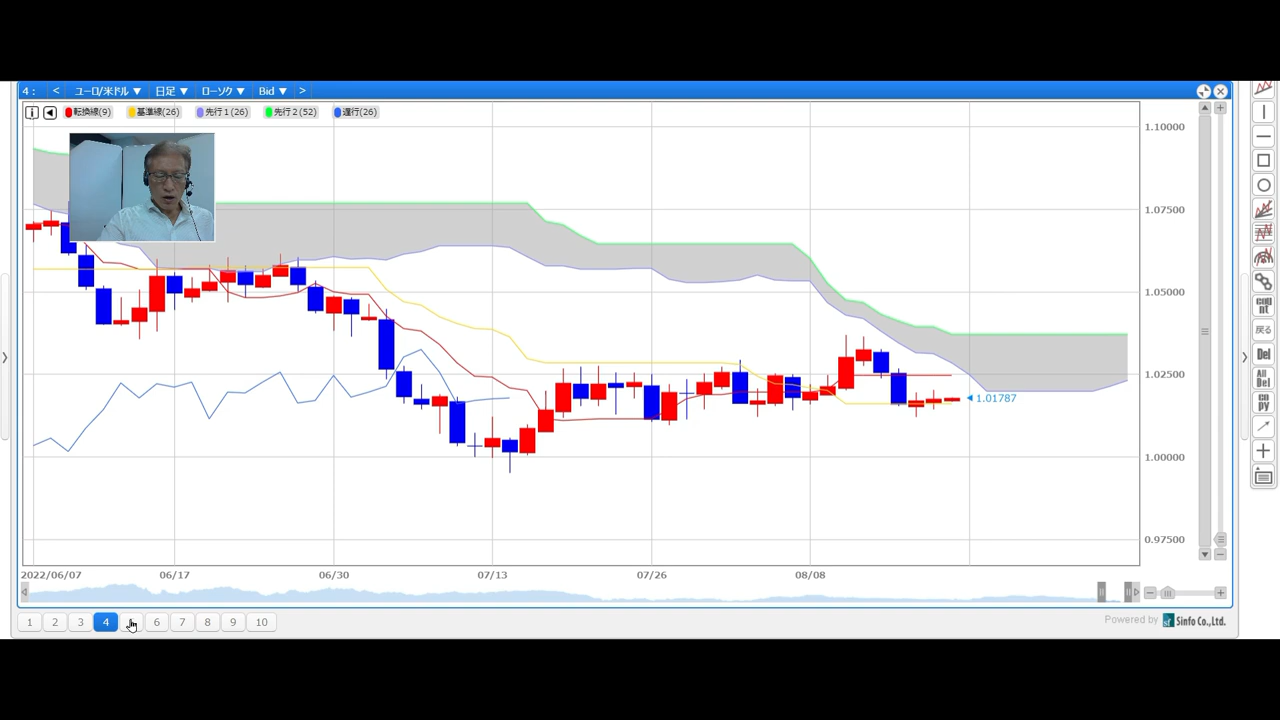 4 : < ユーロ/米ドル ▼ 日足 ▼ ローソク ▼ Bid ▼ >
転換線(9) 基準線(26) 先行1(26) 先行2(52) 遅行(26)
1.10000
1.07500
1.05000
1.02500
1.01787
1.00000
0.97500
2022/06/07 06/17 06/30 07/13 07/26 08/08
1 2 3 4 6 7 8 9 10
Powered by Sinfo Co.,Ltd.
戻る
Del
All Del
co py